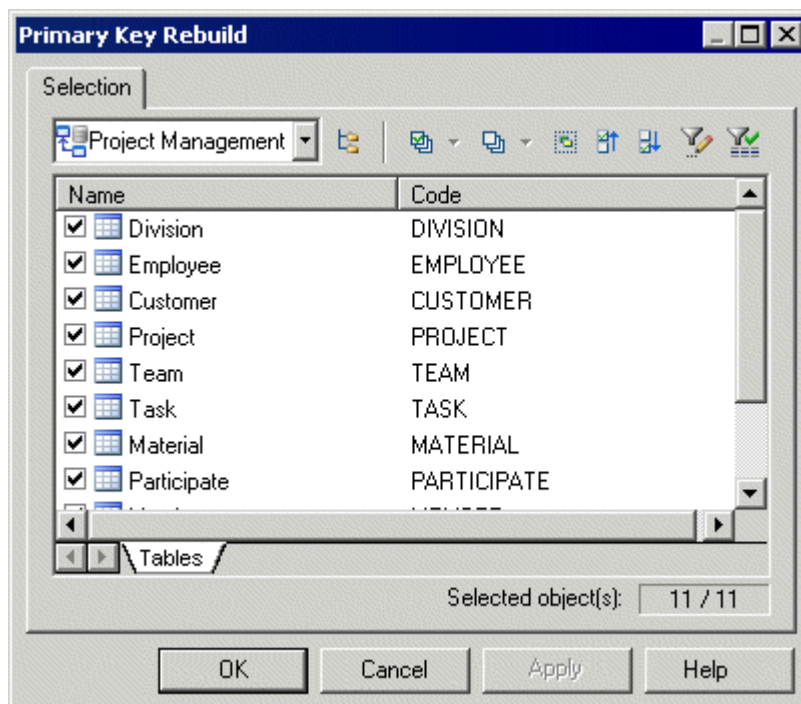 Primary Key Rebuild
Selection
Project Management
Name Code
Division DIVISION
Employee EMPLOYEE
Customer CUSTOMER
Project PROJECT
Team TEAM
Task TASK
Material MATERIAL
Participate PARTICIPATE
Tables
Selected object(s): 11 / 11
OK Cancel Apply Help